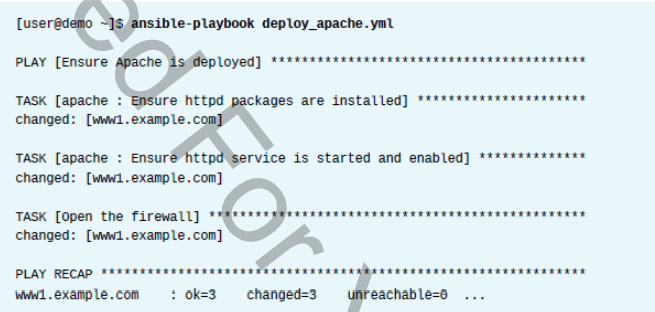 [user@demo ~]$ ansible-playbook deploy_apache.yml
PLAY [Ensure Apache is deployed] *****************************************
TASK [apache : Ensure httpd packages are installed] **********************
changed: [www1.example.com]
TASK [apache : Ensure httpd service is started and enabled] **************
changed: [www1.example.com]
TASK [Open the firewall] *************************************************
changed: [www1.example.com]
PLAY RECAP ***************************************************************
www1.example.com    : ok=3    changed=3    unreachable=0  ...
ed For